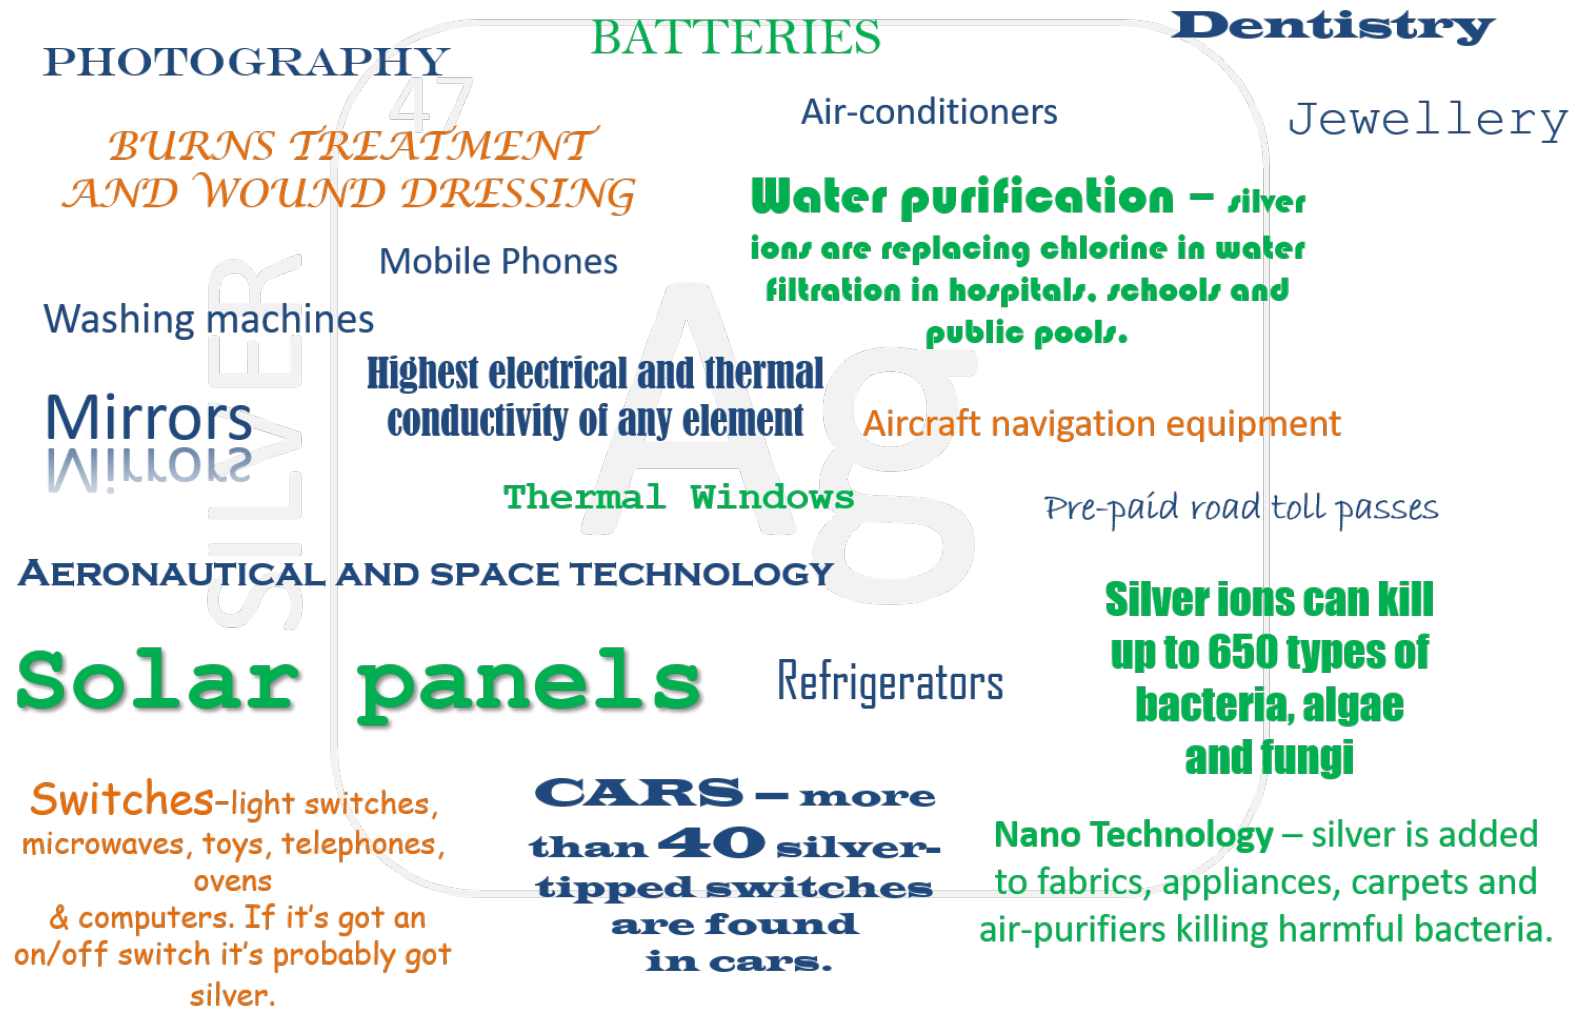 BATTERIES
Dentistry
PHOTOGRAPHY
47
Air-conditioners
Jewellery
BURNS TREATMENT
AND WOUND DRESSING
Water purification – silver
ions are replacing chlorine in water
filtration in hospitals, schools and
public pools.
Mobile Phones
Washing machines
SILVER
Ag
Highest electrical and thermal
conductivity of any element
Mirrors
Aircraft navigation equipment
Thermal Windows
Pre-paid road toll passes
AERONAUTICAL AND SPACE TECHNOLOGY
Silver ions can kill
up to 650 types of
bacteria, algae
and fungi
Solar panels
Refrigerators
Switches-light switches,
microwaves, toys, telephones,
ovens
& computers. If it's got an
on/off switch it's probably got
silver.
CARS – more
than 40 silver-
tipped switches
are found
in cars.
Nano Technology – silver is added
to fabrics, appliances, carpets and
air-purifiers killing harmful bacteria.